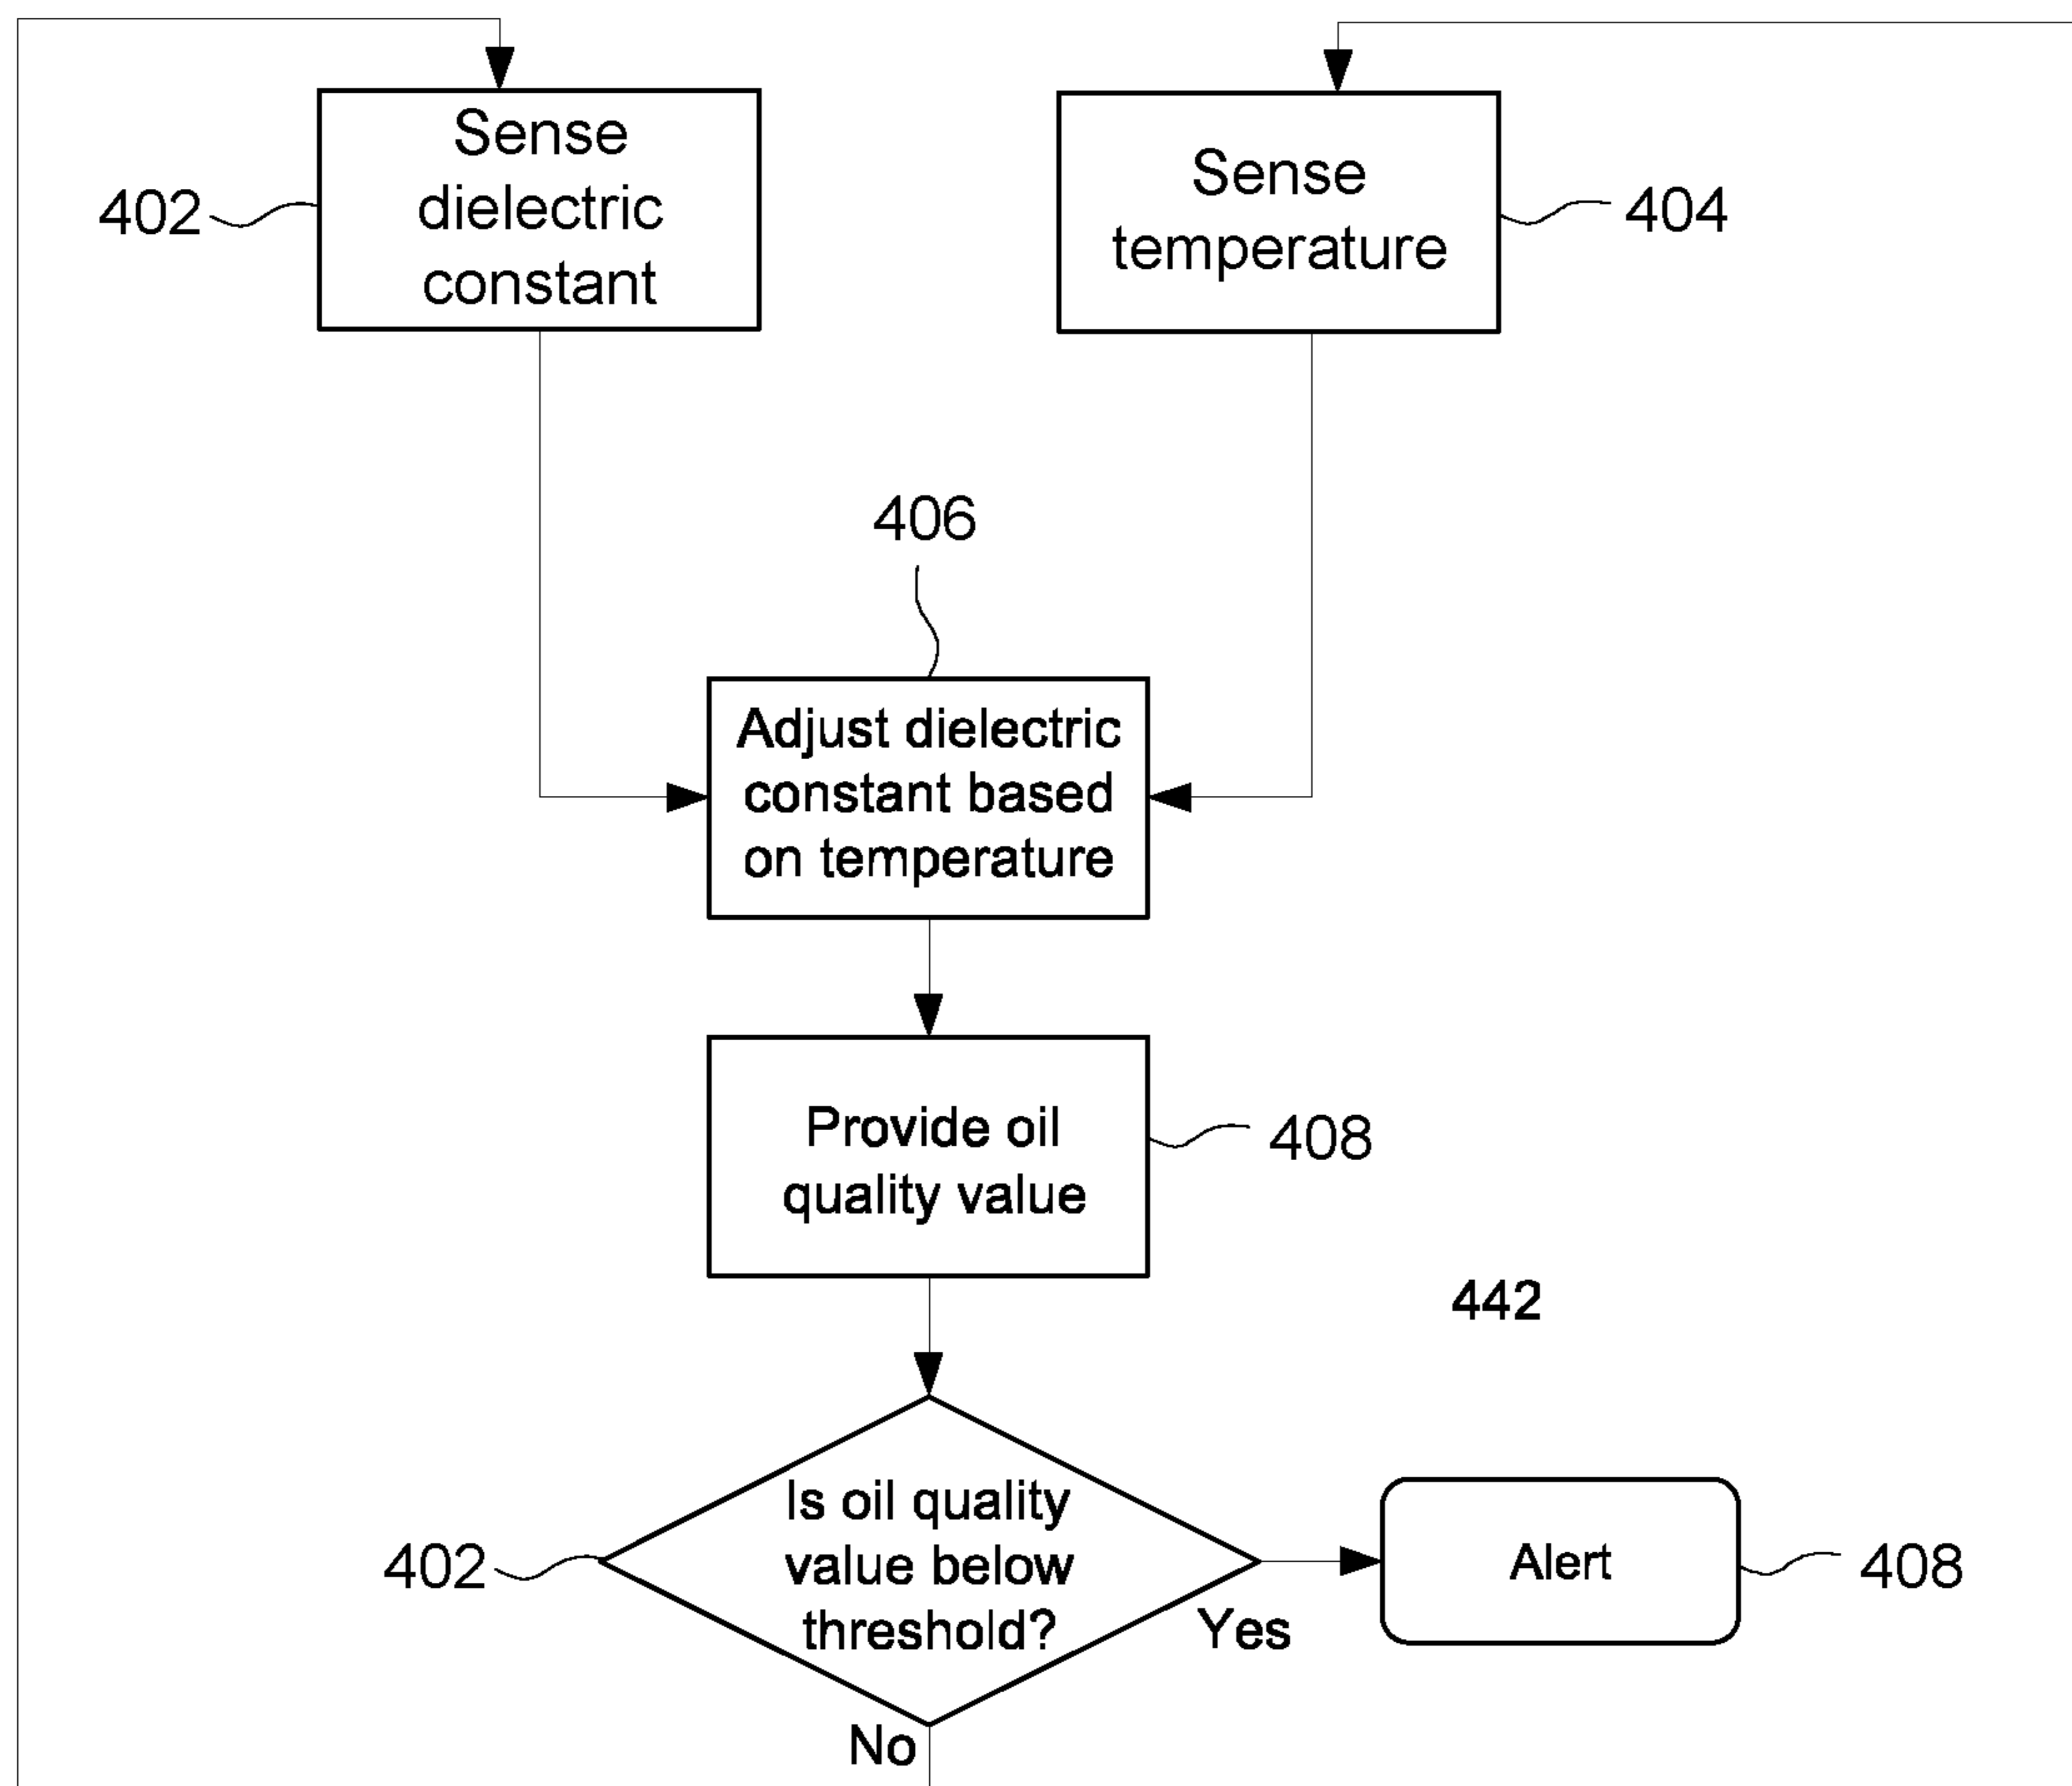 Sense
dielectric
constant
402
Sense
temperature
404
406
Adjust dielectric
constant based
on temperature
Provide oil
quality value
408
442
Is oil quality
value below
threshold?
402
Yes
Alert
408
No